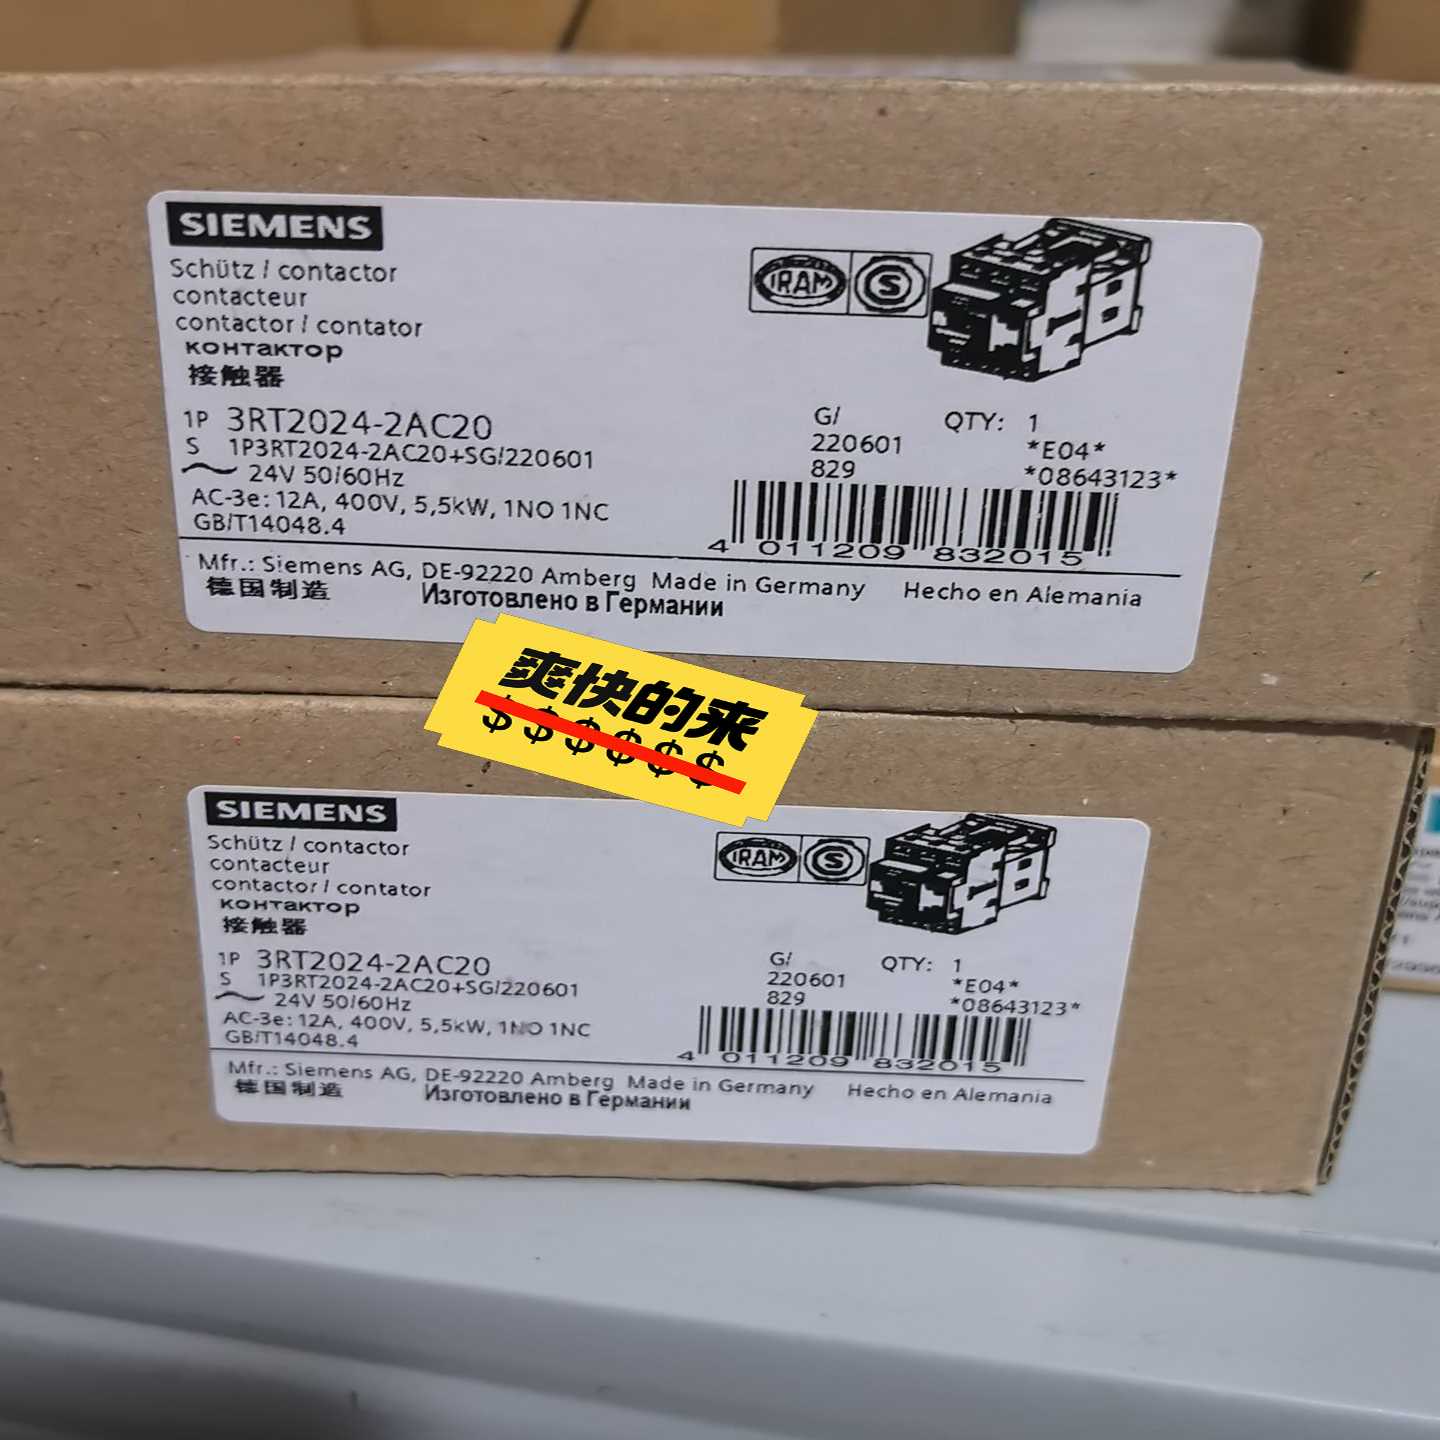 SIEMENS
Schütz / contactor
contacteur
contactor / contator
контактор
接触器
IRAM
S
1P 3RT2024-2AC20
S 1P3RT2024-2AC20+SG/220601
24V 50/60Hz
AC-3e: 12A, 400V, 5,5kW, 1NO 1NC
GB/T14048.4
G/
220601
829
QTY: 1
*E04*
*08643123*
4 011209 832015
Mfr.: Siemens AG, DE-92220 Amberg Made in Germany Hecho en Alemania
德国制造 Изготовлено в Германии
爽快的来
$$$$$$
SIEMENS
Schütz / contactor
contacteur
contactor / contator
контактор
接触器
IRAM
S
1P 3RT2024-2AC20
S 1P3RT2024-2AC20+SG/220601
24V 50/60Hz
AC-3e: 12A, 400V, 5,5kW, 1NO 1NC
GB/T14048.4
G/
220601
829
QTY: 1
*E04*
*08643123*
4 011209 832015
Mfr.: Siemens AG, DE-92220 Amberg Made in Germany Hecho en Alemania
德国制造 Изготовлено в Германии